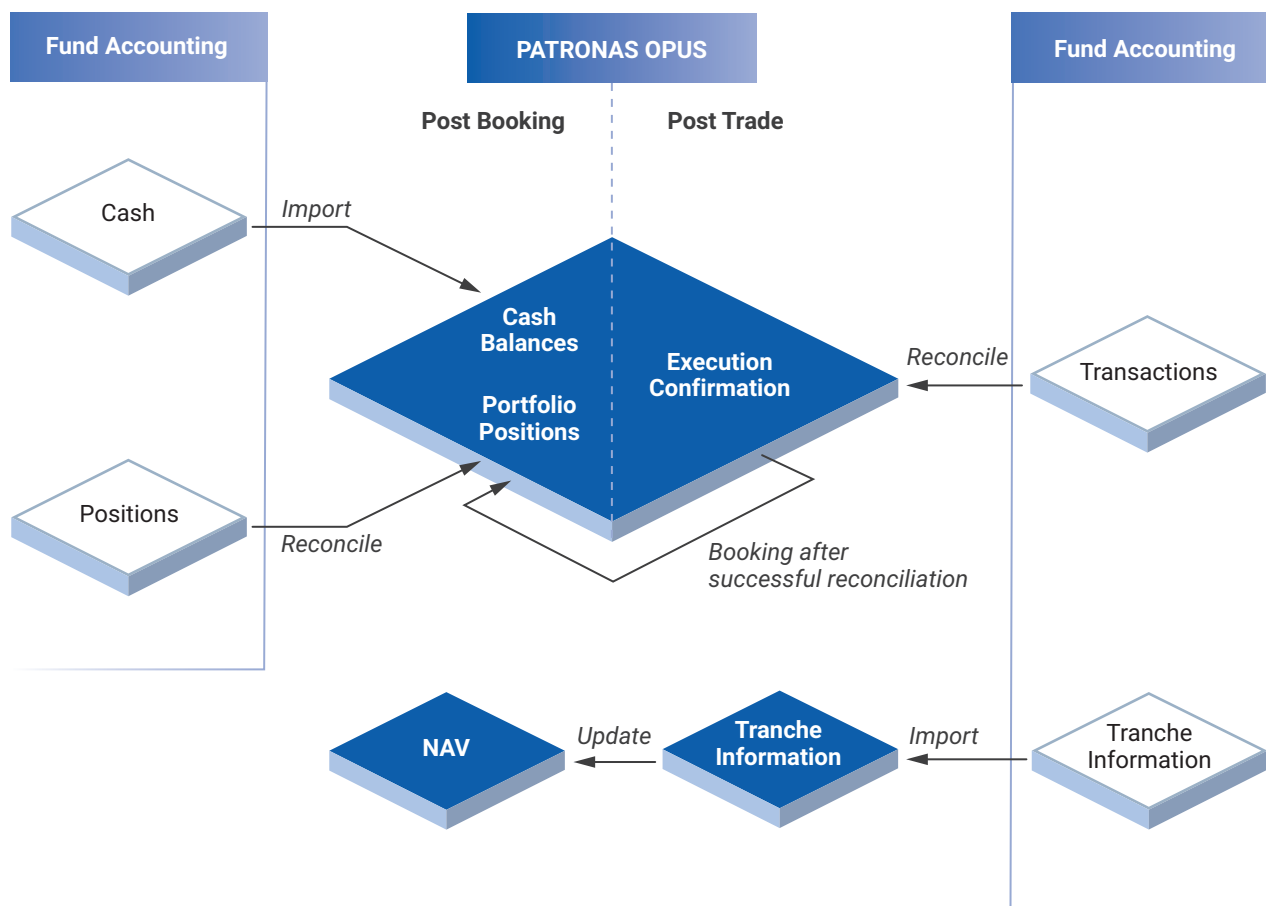 Fund Accounting
PATRONAS OPUS
Fund Accounting
Post Booking
Post Trade
Cash
Import
Cash
Balances
Execution
Confirmation
Reconcile
Transactions
Portfolio
Positions
Positions
Reconcile
Booking after
successful reconciliation
NAV
Update
Tranche
Information
Import
Tranche
Information